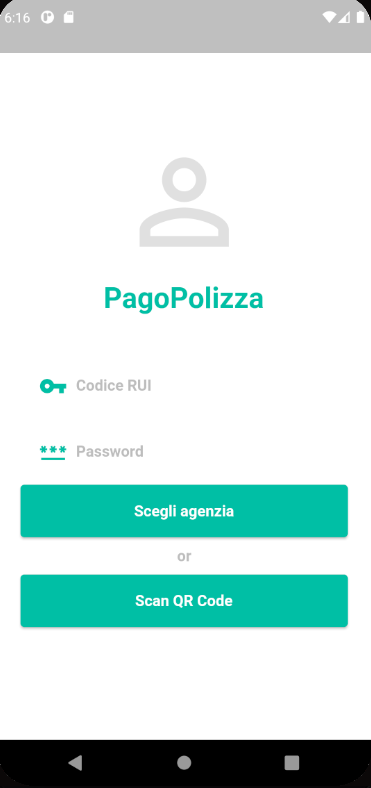 6:16
PagoPolizza
Codice RUI
Password
Scegli agenzia
or
Scan QR Code